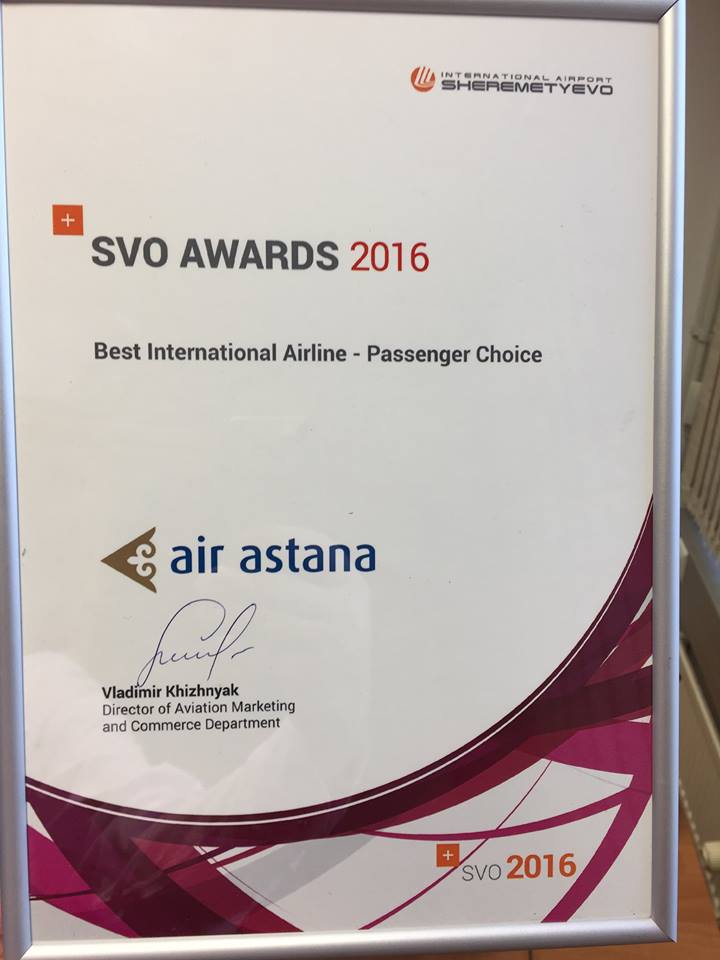 INTERNATIONAL AIRPORT
SHEREMETYEVO
+
SVO AWARDS 2016
Best International Airline - Passenger Choice
air astana
Vladimir Khizhnyak
Director of Aviation Marketing
and Commerce Department
+
SVO 2016